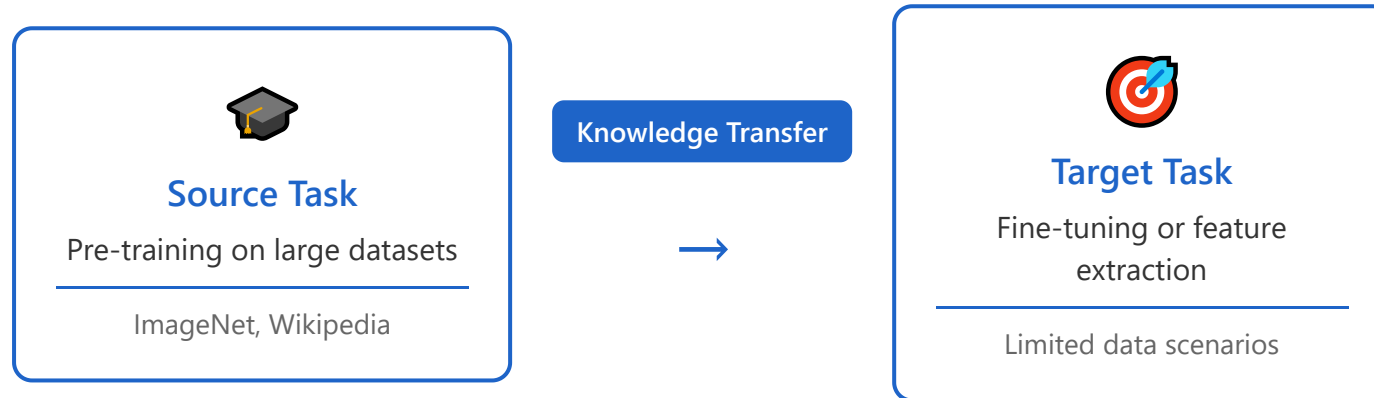 Source Task
Pre-training on large datasets
ImageNet, Wikipedia
Knowledge Transfer
→
Target Task
Fine-tuning or feature
extraction
Limited data scenarios